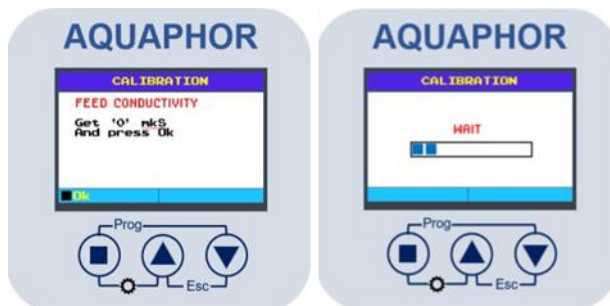 AQUAPHOR
CALIBRATION
FEED CONDUCTIVITY
Get '0' mkS
And press Ok
Ok
Prog
Esc
AQUAPHOR
CALIBRATION
WAIT
Prog
Esc